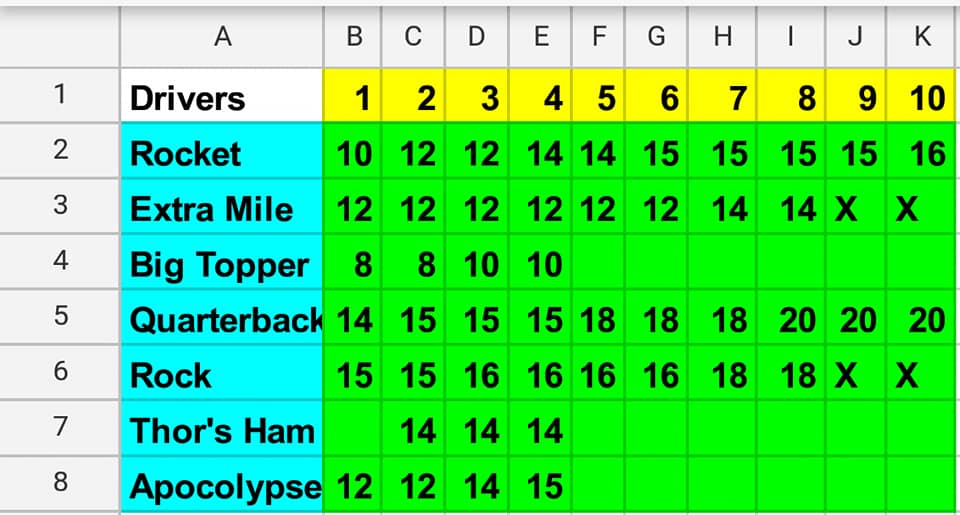 A B C D E F G H I J K
1 Drivers 1 2 3 4 5 6 7 8 9 10
2 Rocket 10 12 12 14 14 15 15 15 15 16
3 Extra Mile 12 12 12 12 12 12 14 14 X X
4 Big Topper 8 8 10 10
5 Quarterback 14 15 15 15 18 18 18 20 20 20
6 Rock 15 15 16 16 16 16 18 18 X X
7 Thor's Ham 14 14 14
8 Apocolypse 12 12 14 15